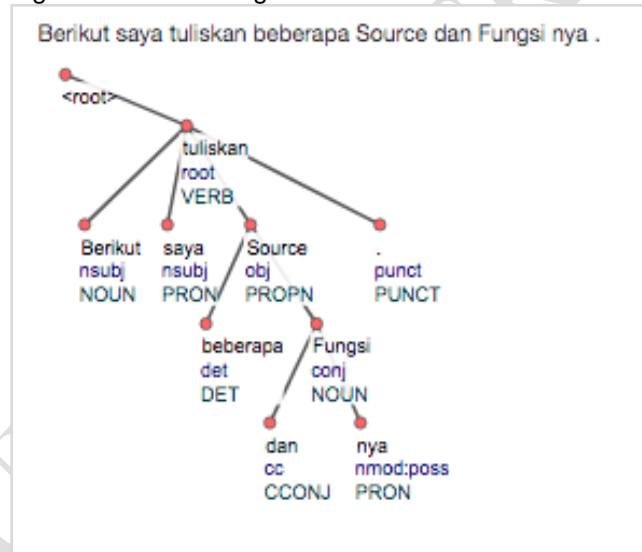 Berikut saya tuliskan beberapa Source dan Fungsi nya .
<root>
tuliskan
root
VERB
Berikut saya Source .
nsubj nsubj obj punct
NOUN PRON PROPN PUNCT
beberapa Fungsi
det conj
DET NOUN
dan nya
cc nmod:poss
CCONJ PRON